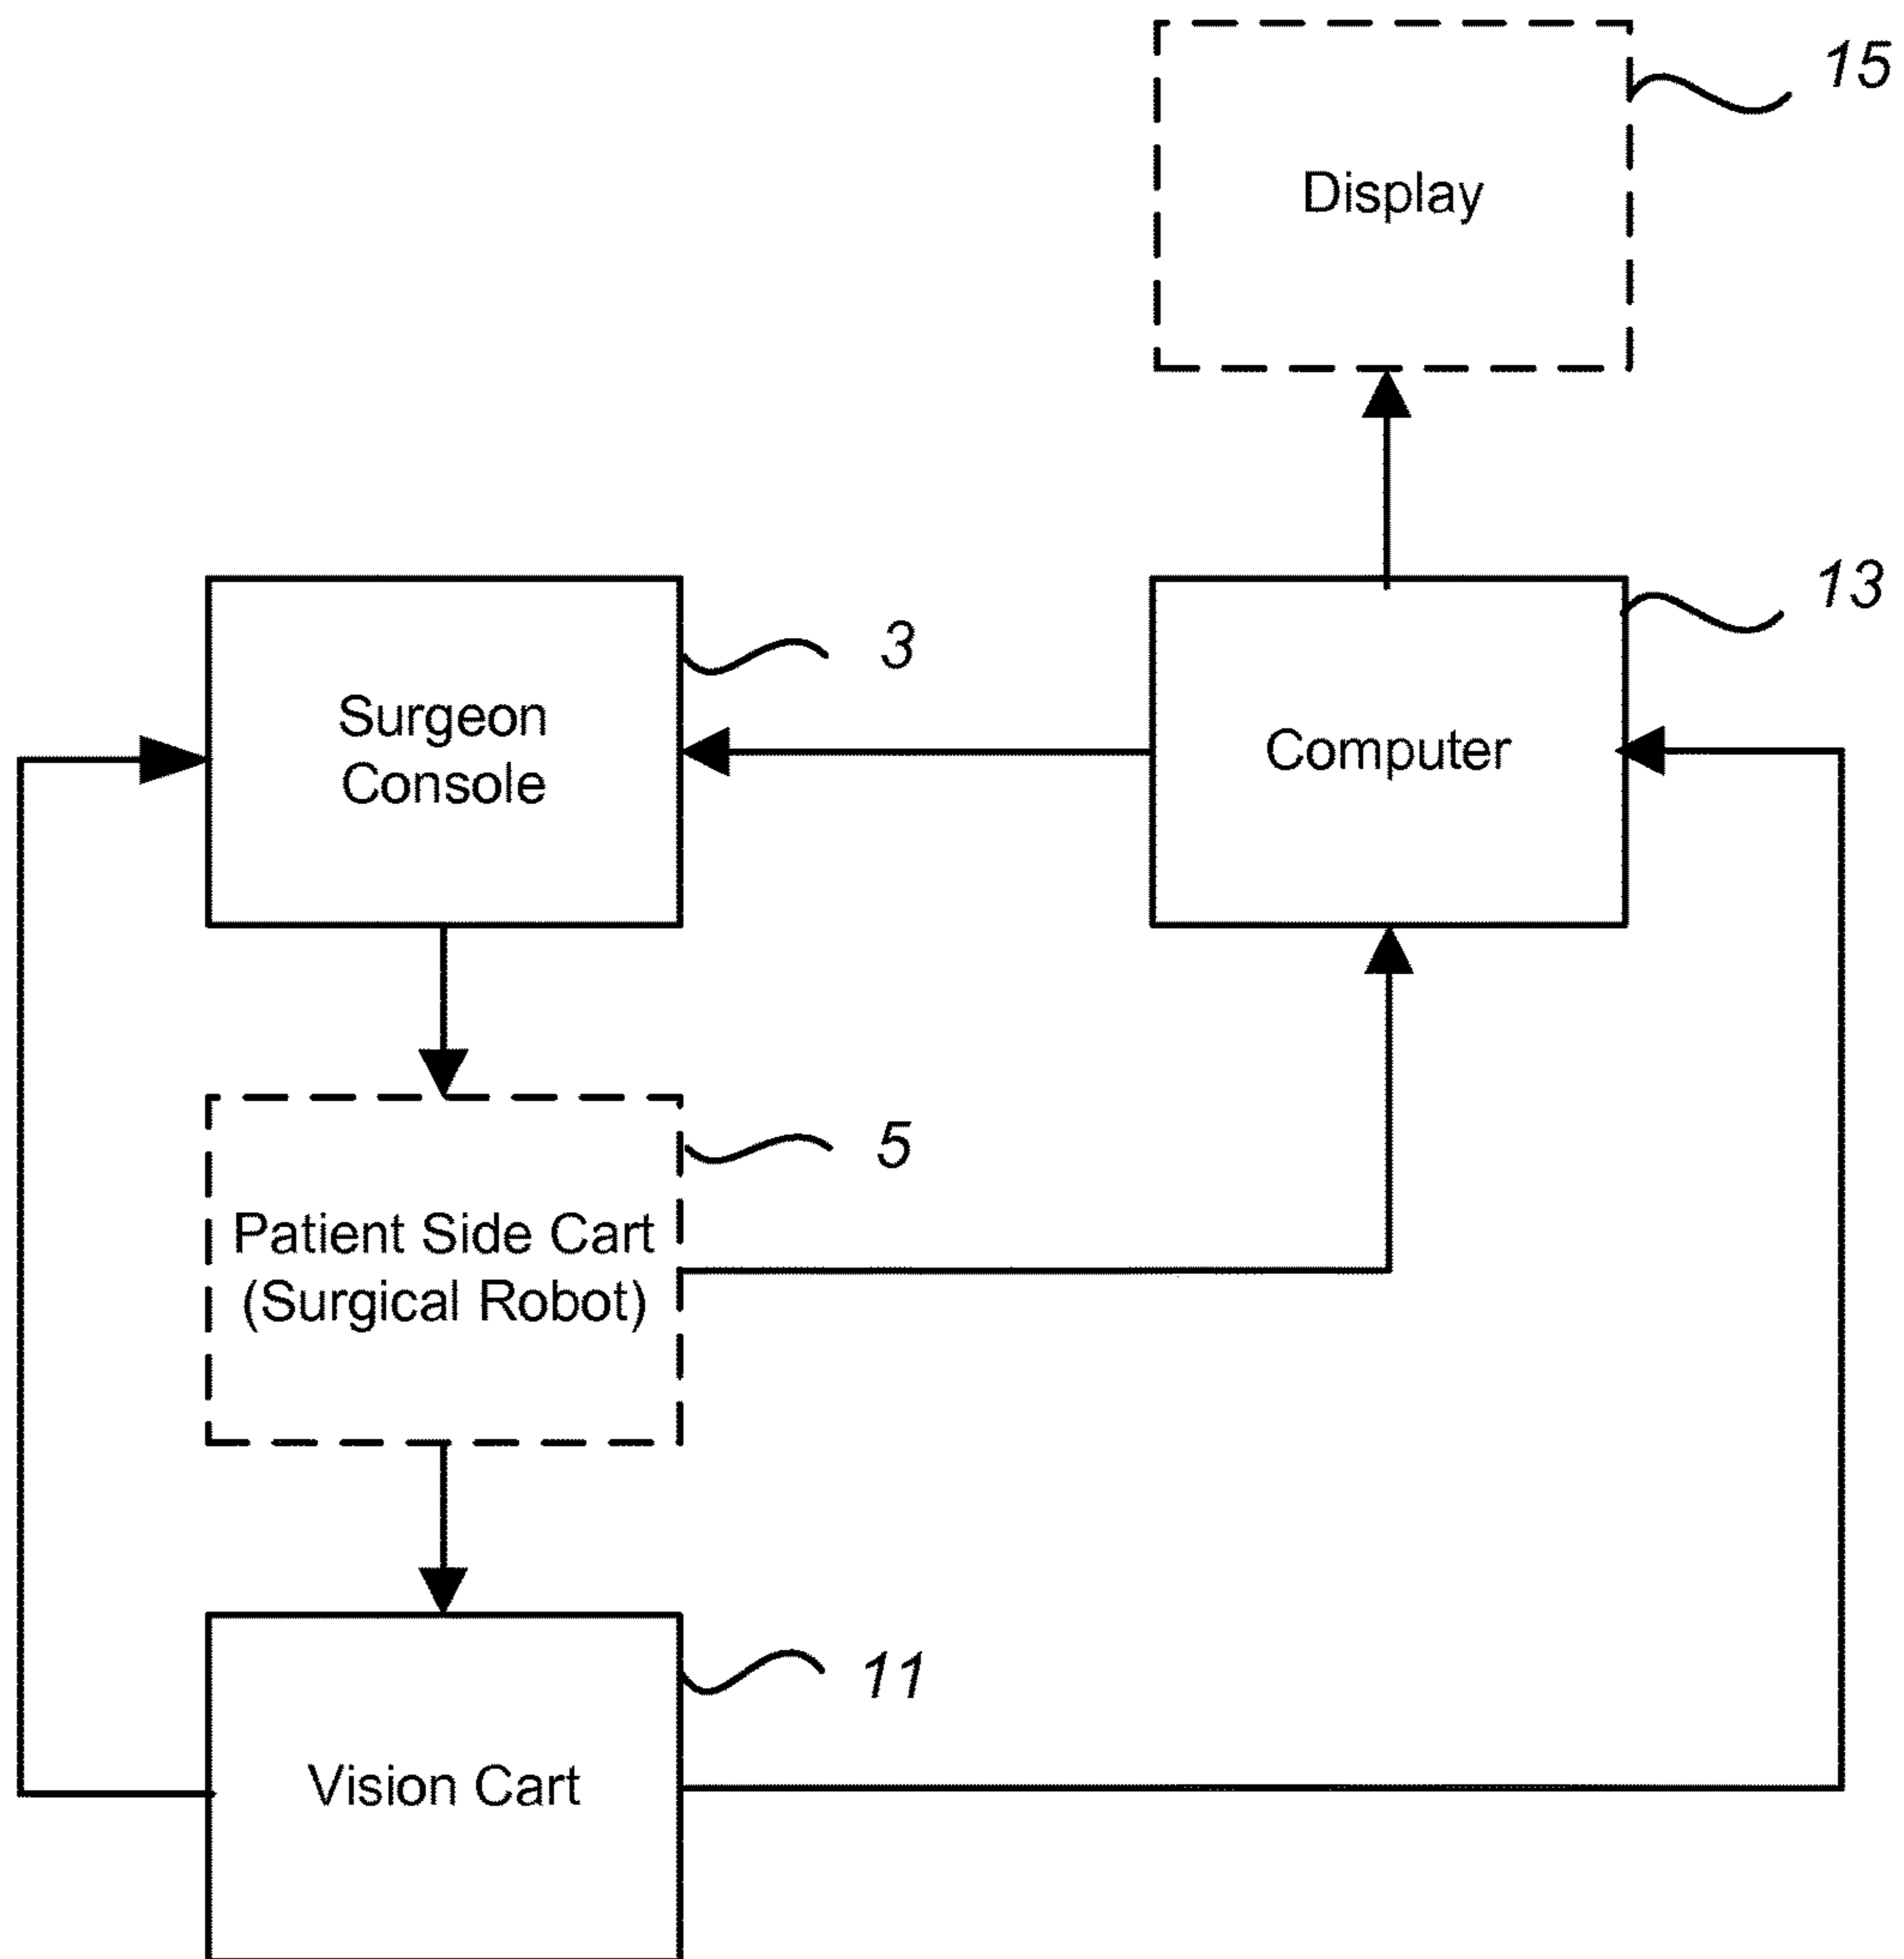 15
Display
13
3
Surgeon
Console
Computer
5
Patient Side Cart
(Surgical Robot)
11
Vision Cart